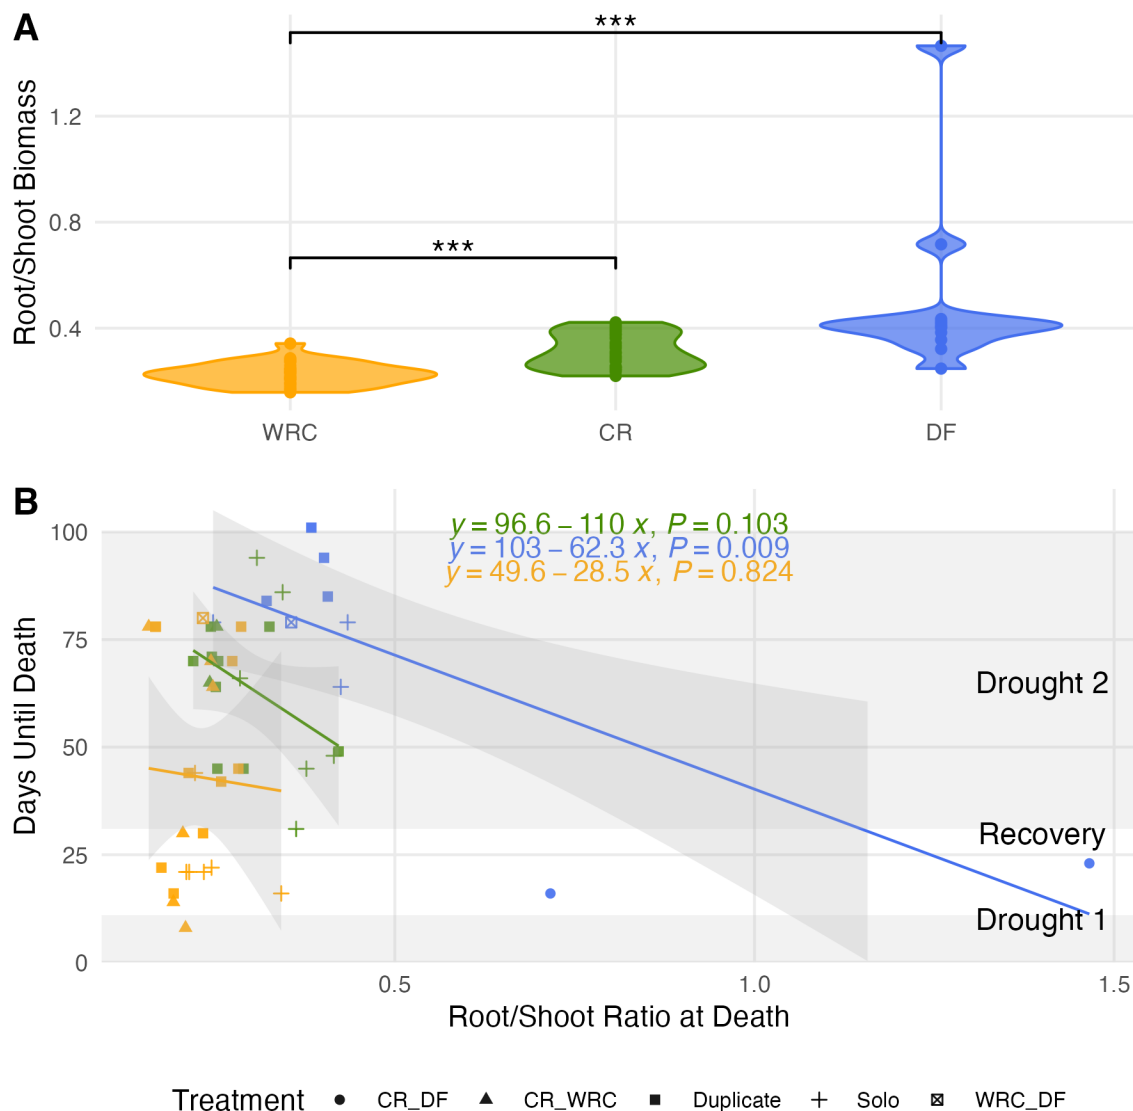 A
***
Root/Shoot Biomass
1.2
0.8
***
0.4
WRC CR DF
B
100
y = 96.6 – 110 x, P = 0.103
y = 103 – 62.3 x, P = 0.009
y = 49.6 – 28.5 x, P = 0.824
75
Days Until Death
Drought 2
50
Recovery
25
Drought 1
0
0.5 1.0 1.5
Root/Shoot Ratio at Death
Treatment CR_DF CR_WRC Duplicate Solo WRC_DF